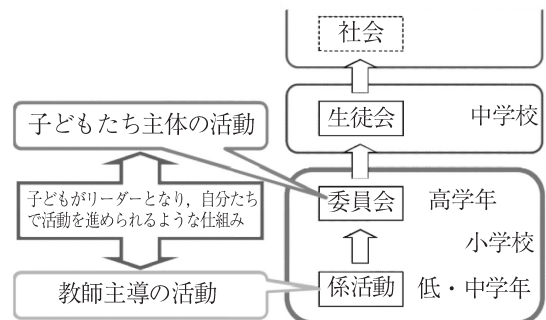 社会
生徒会
中学校
子どもたち主体の活動
子どもがリーダーとなり，自分たち
で活動を進められるような仕組み
委員会
高学年
小学校
教師主導の活動
係活動
低・中学年